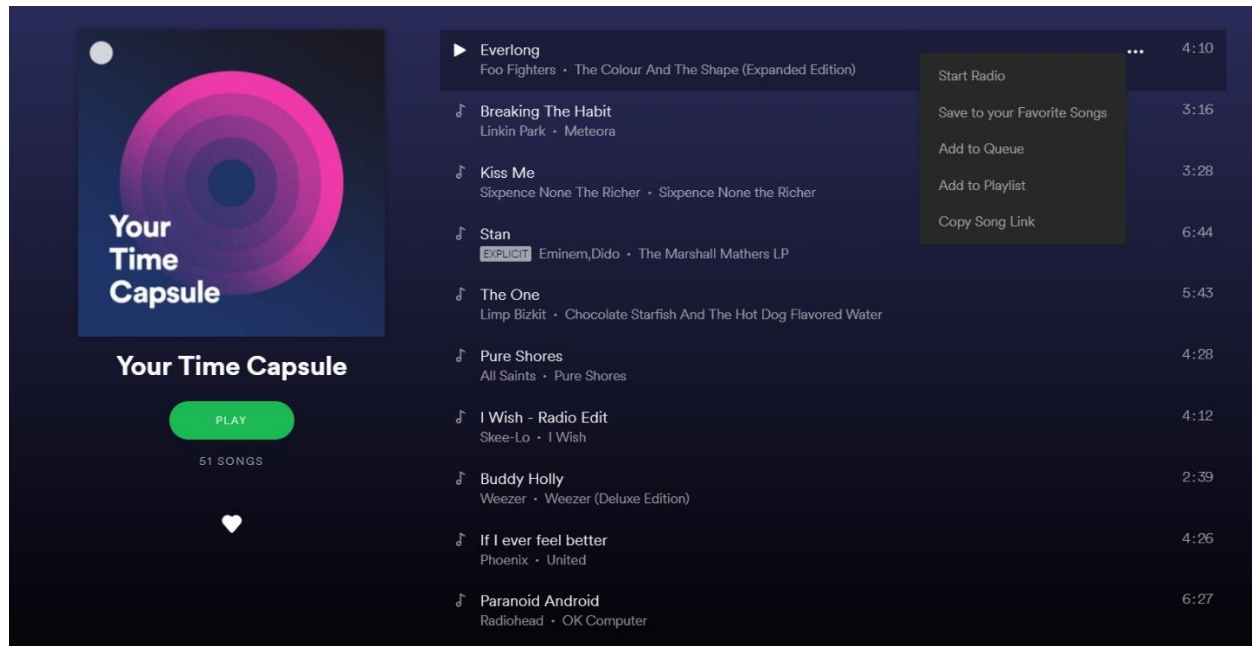 Your
Time
Capsule
Your Time Capsule
PLAY
51 SONGS
Everlong
4:10
Foo Fighters • The Colour And The Shape (Expanded Edition)
Start Radio
Save to your Favorite Songs
Add to Queue
Add to Playlist
Copy Song Link
Breaking The Habit
3:16
Linkin Park • Meteora
Kiss Me
3:28
Sixpence None The Richer • Sixpence None the Richer
Stan
6:44
EXPLICIT Eminem,Dido • The Marshall Mathers LP
The One
5:43
Limp Bizkit • Chocolate Starfish And The Hot Dog Flavored Water
Pure Shores
4:28
All Saints • Pure Shores
I Wish - Radio Edit
4:12
Skee-Lo • I Wish
Buddy Holly
2:39
Weezer • Weezer (Deluxe Edition)
If I ever feel better
4:26
Phoenix • United
Paranoid Android
6:27
Radiohead • OK Computer